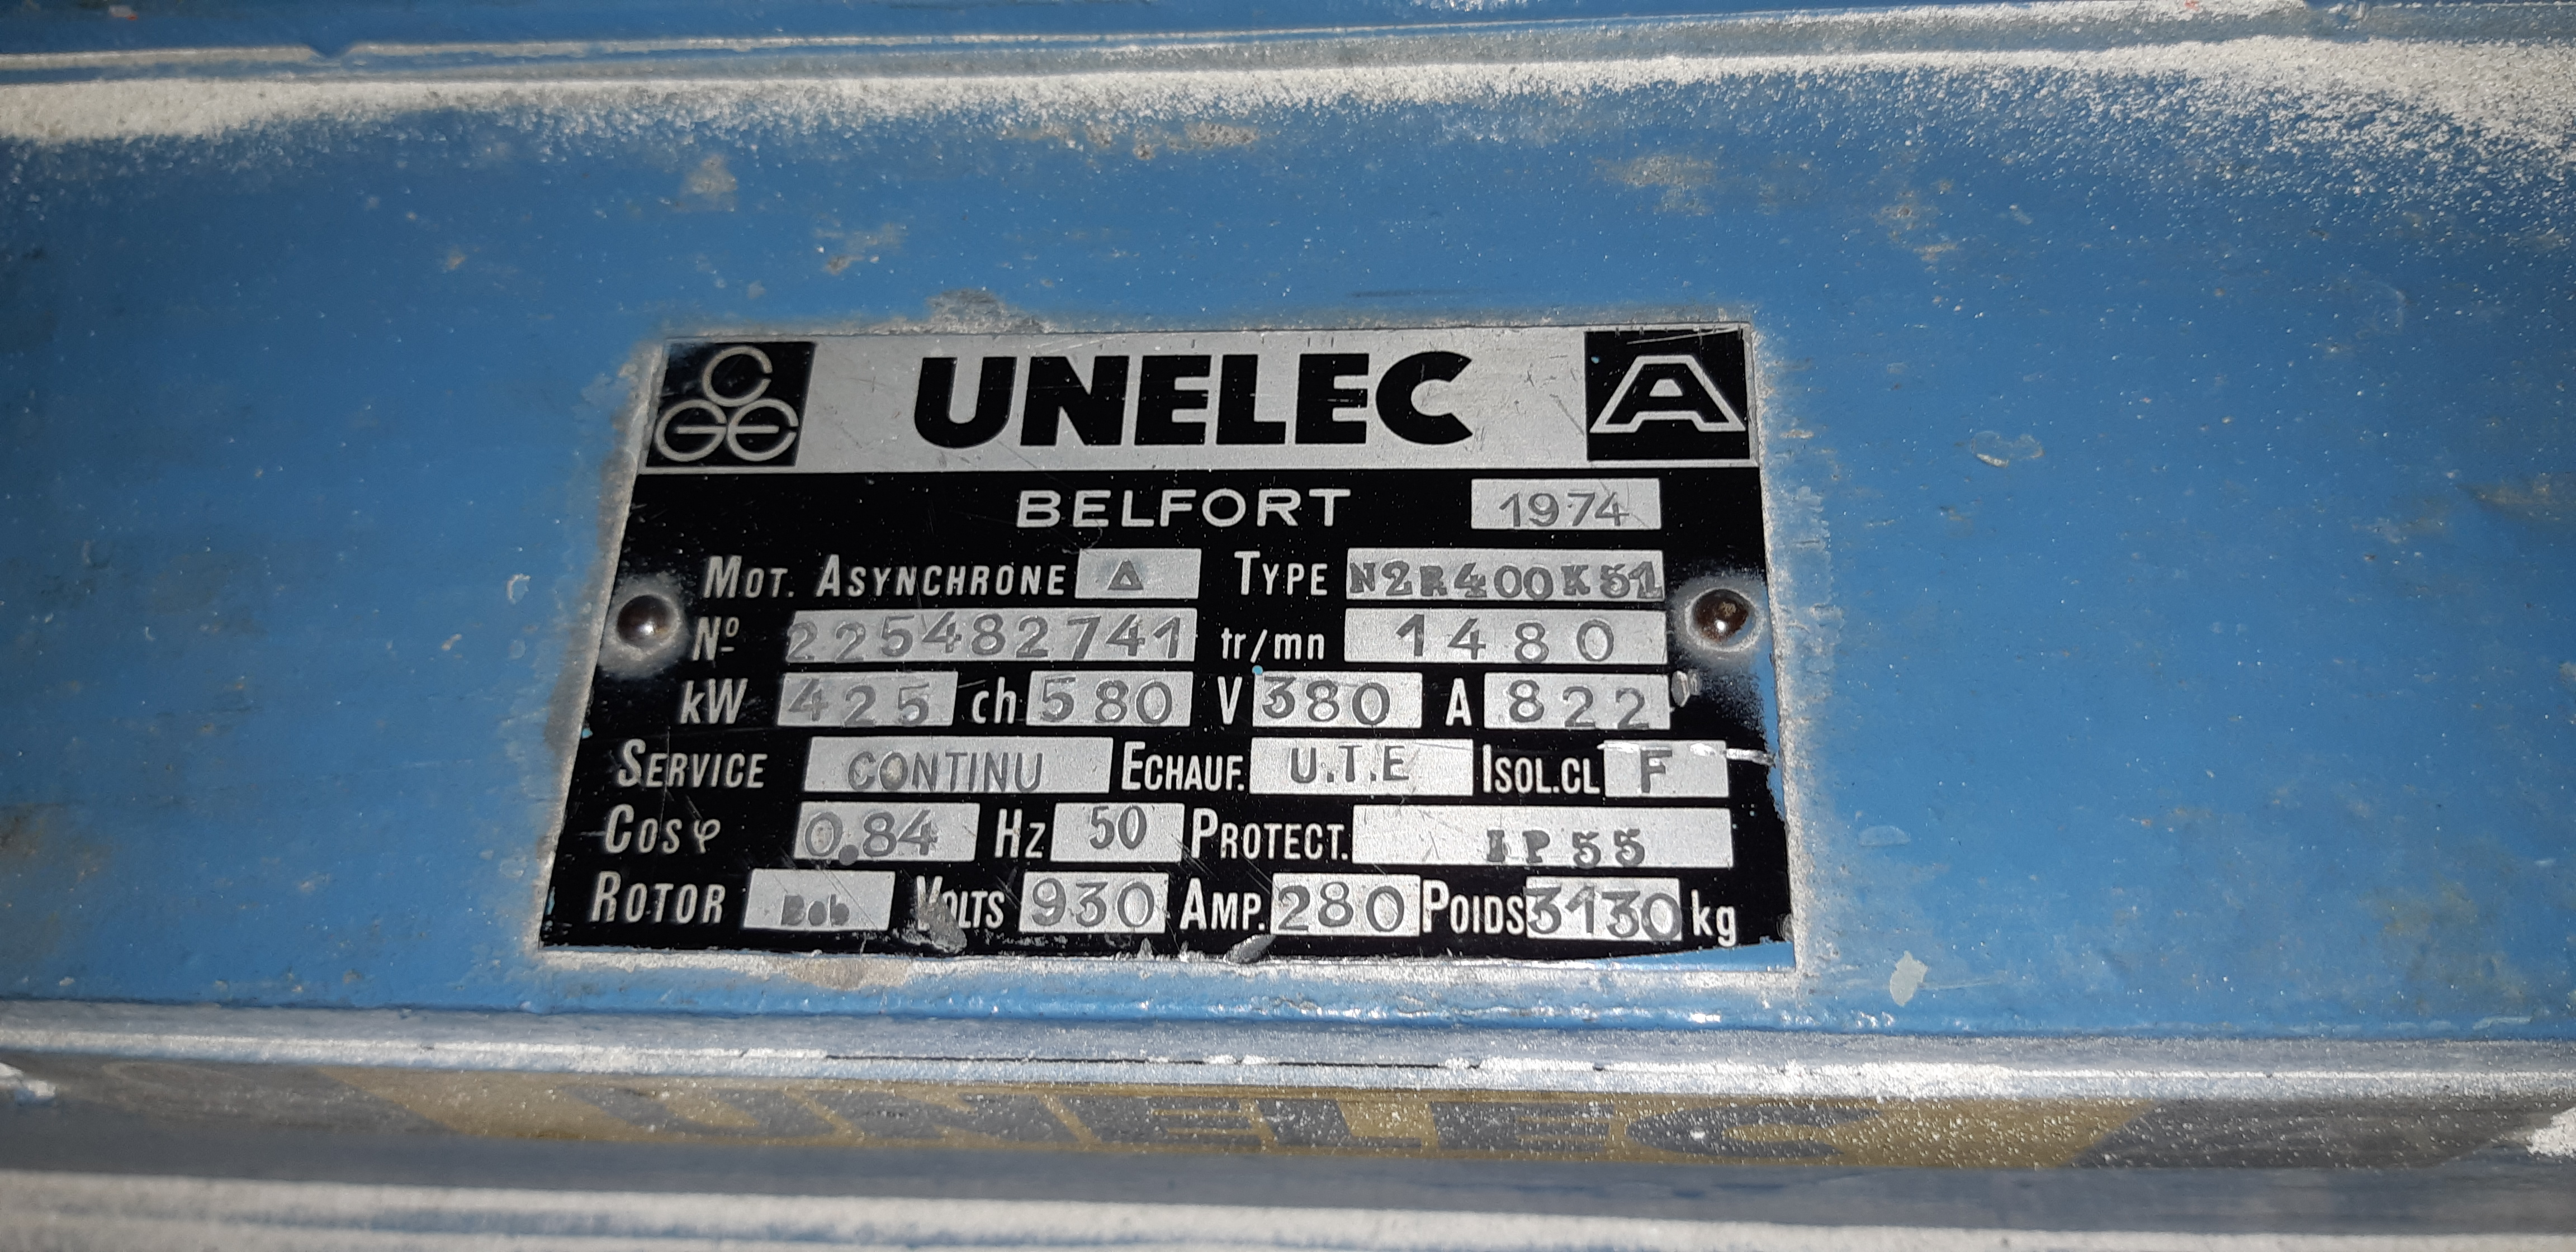 CGE UNELEC A
BELFORT 1974
MOT. ASYNCHRONE Δ TYPE N2R400K51
Nº 225482741 tr/mn 1480
kW 425 ch 580 V 380 A 822
SERVICE CONTINU ECHAUF. U.T.E ISOL.CL F
COS φ 0.84 HZ 50 PROTECT. IP55
ROTOR Bob VOLTS 930 AMP. 280 POIDS 3130 kg
UNELEC